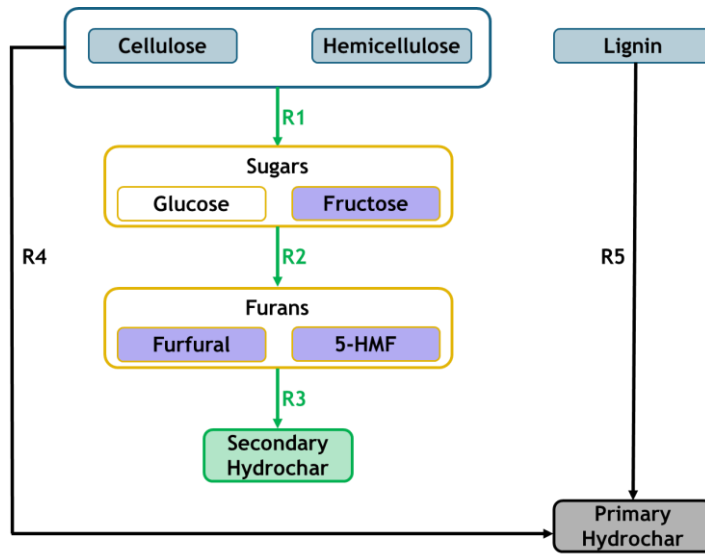 Cellulose
Hemicellulose
Lignin
R1
Sugars
Glucose
Fructose
R4
R2
R5
Furans
Furfural
5-HMF
R3
Secondary
Hydrochar
Primary
Hydrochar